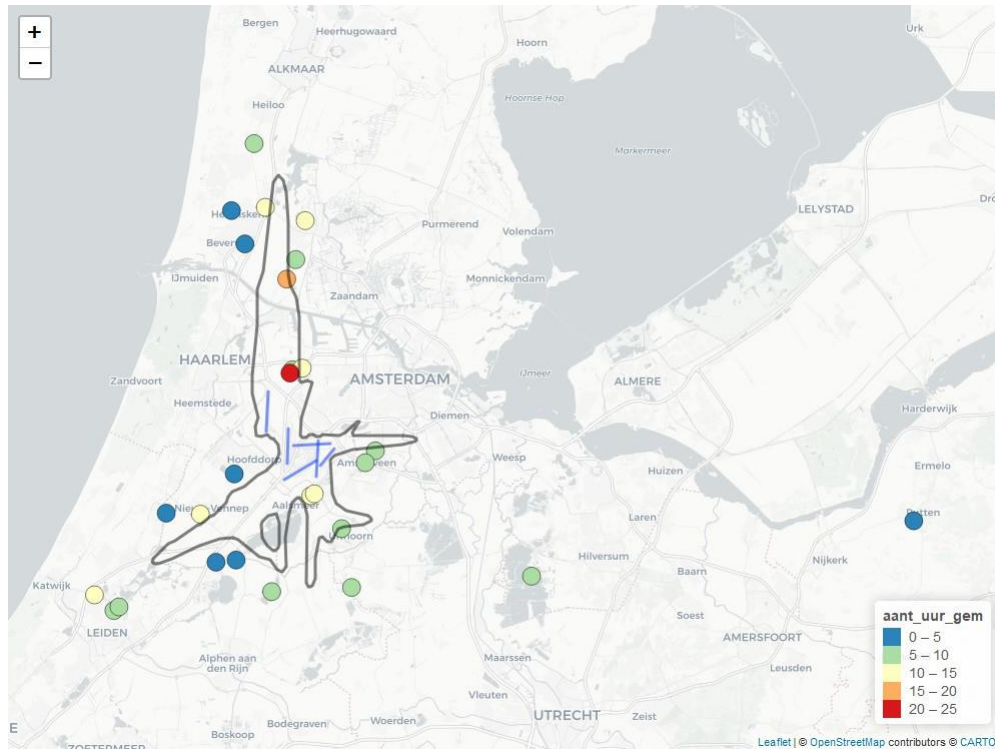 +
−
Bergen
Heerhugowaard
Urk
Hoorn
ALKMAAR
Hoornse Hop
Heiloo
Markermeer
LELYSTAD
Purmerend
Volendam
Bever
IJmuiden
Monnickendam
Zaandam
HAARLEM
IJmeer
Zandvoort
AMSTERDAM
ALMERE
Heemstede
Diemen
Harderwijk
Hoofddorp
Weesp
Ermelo
Huizen
Aalsmeer
Laren
Putten
Hilversum
Nijkerk
Baarn
Katwijk
Soest
LEIDEN
AMERSFOORT
Alphen aan
den Rijn
Maarssen
Leusden
Vleuten
UTRECHT
Zeist
Woerden
Bodegraven
Boskoop
E
ZOETERMEER
aant_uur_gem
0 – 5
5 – 10
10 – 15
15 – 20
20 – 25
Leaflet | © OpenStreetMap contributors © CARTO